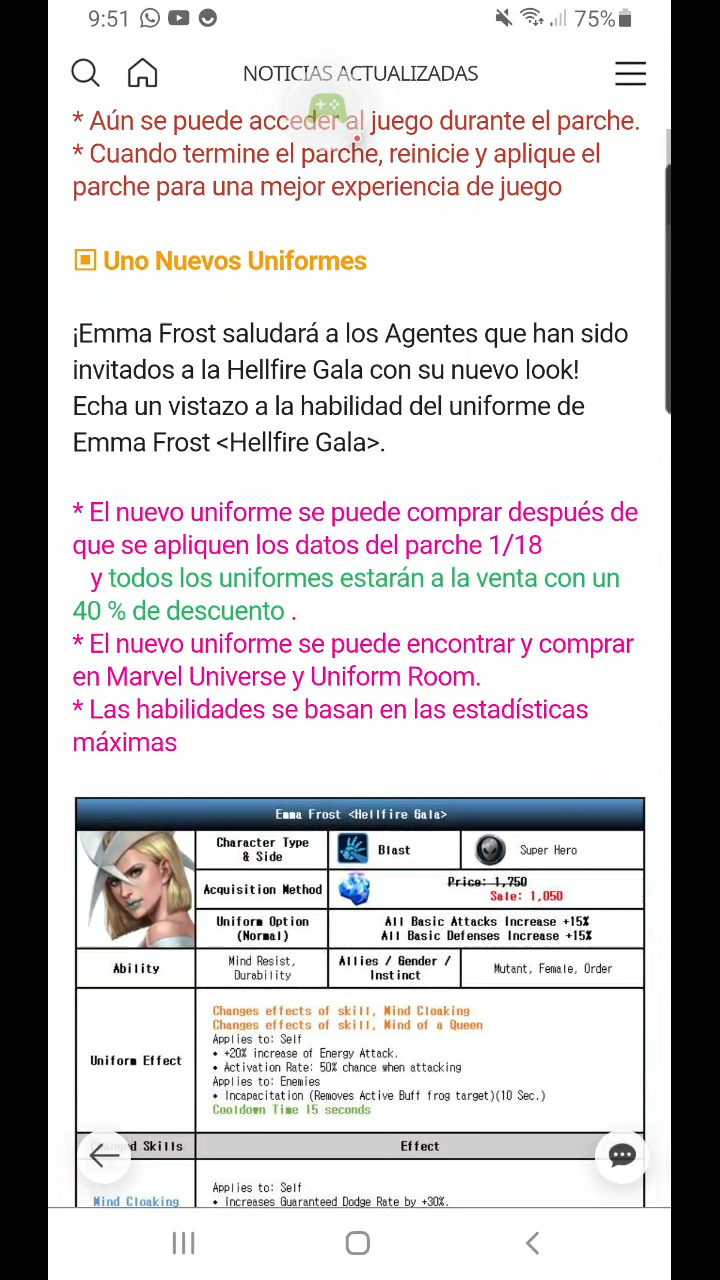 9:51
75%
NOTICIAS ACTUALIZADAS
* Aún se puede acceder al juego durante el parche.
* Cuando termine el parche, reinicie y aplique el
parche para una mejor experiencia de juego
Uno Nuevos Uniformes
¡Emma Frost saludará a los Agentes que han sido
invitados a la Hellfire Gala con su nuevo look!
Echa un vistazo a la habilidad del uniforme de
Emma Frost <Hellfire Gala>.
* El nuevo uniforme se puede comprar después de
que se apliquen los datos del parche 1/18
y todos los uniformes estarán a la venta con un
40 % de descuento .
* El nuevo uniforme se puede encontrar y comprar
en Marvel Universe y Uniform Room.
* Las habilidades se basan en las estadísticas
máximas
Emma Frost <Hellfire Gala>
Character Type
& Side
Blast
Super Hero
Acquisition Method
Price: 1,750
Sale: 1,050
Uniform Option
(Normal)
All Basic Attacks Increase +15%
All Basic Defenses Increase +15%
Ability
Mind Resist,
Durability
Allies / Gender /
Instinct
Mutant, Female, Order
Uniform Effect
Changes effects of skill, Mind Cloaking
Changes effects of skill, Mind of a Queen
Applies to: Self
• +20% increase of Energy Attack.
• Activation Rate: 50% chance when attacking
Applies to: Enemies
• Incapacitation (Removes Active Buff frog target)(10 Sec.)
Cooldown Time 15 seconds
Skills
Effect
Mind Cloaking
Applies to: Self
• Increases Guaranteed Dodge Rate by +30%.